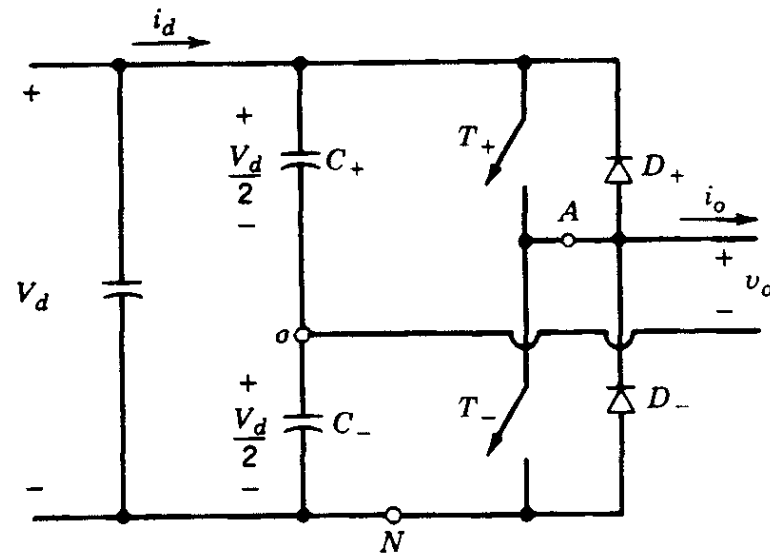 i_d
+
+
V_d
2
-
C_+
T_+
D_+
A
i_o
+
v_o
-
V_d
o
+
V_d
2
-
C_-
T_-
D_-
-
N